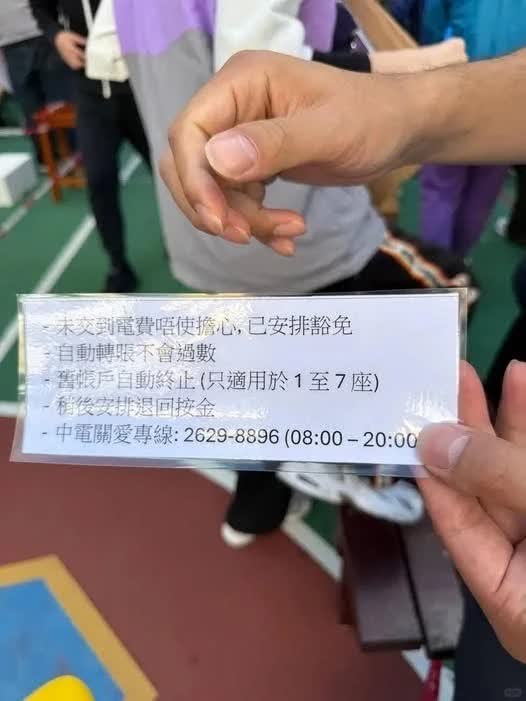 - 未交到電費唔使擔心, 已安排豁免
- 自動轉賬不會過數
- 舊帳戶自動終止 (只適用於 1 至 7 座)
- 稍後安排退回按金
- 中電關愛專線: 2629-8896 (08:00 – 20:00